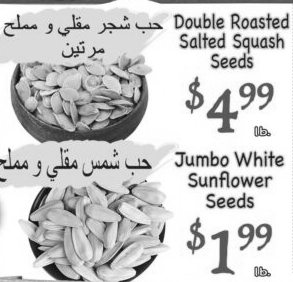 حب شجر مقلي و مملح
مرتين
Double Roasted
Salted Squash
Seeds
$4.99
lb.
حب شمس مقلي و مملح
Jumbo White
Sunflower
Seeds
$1.99
lb.